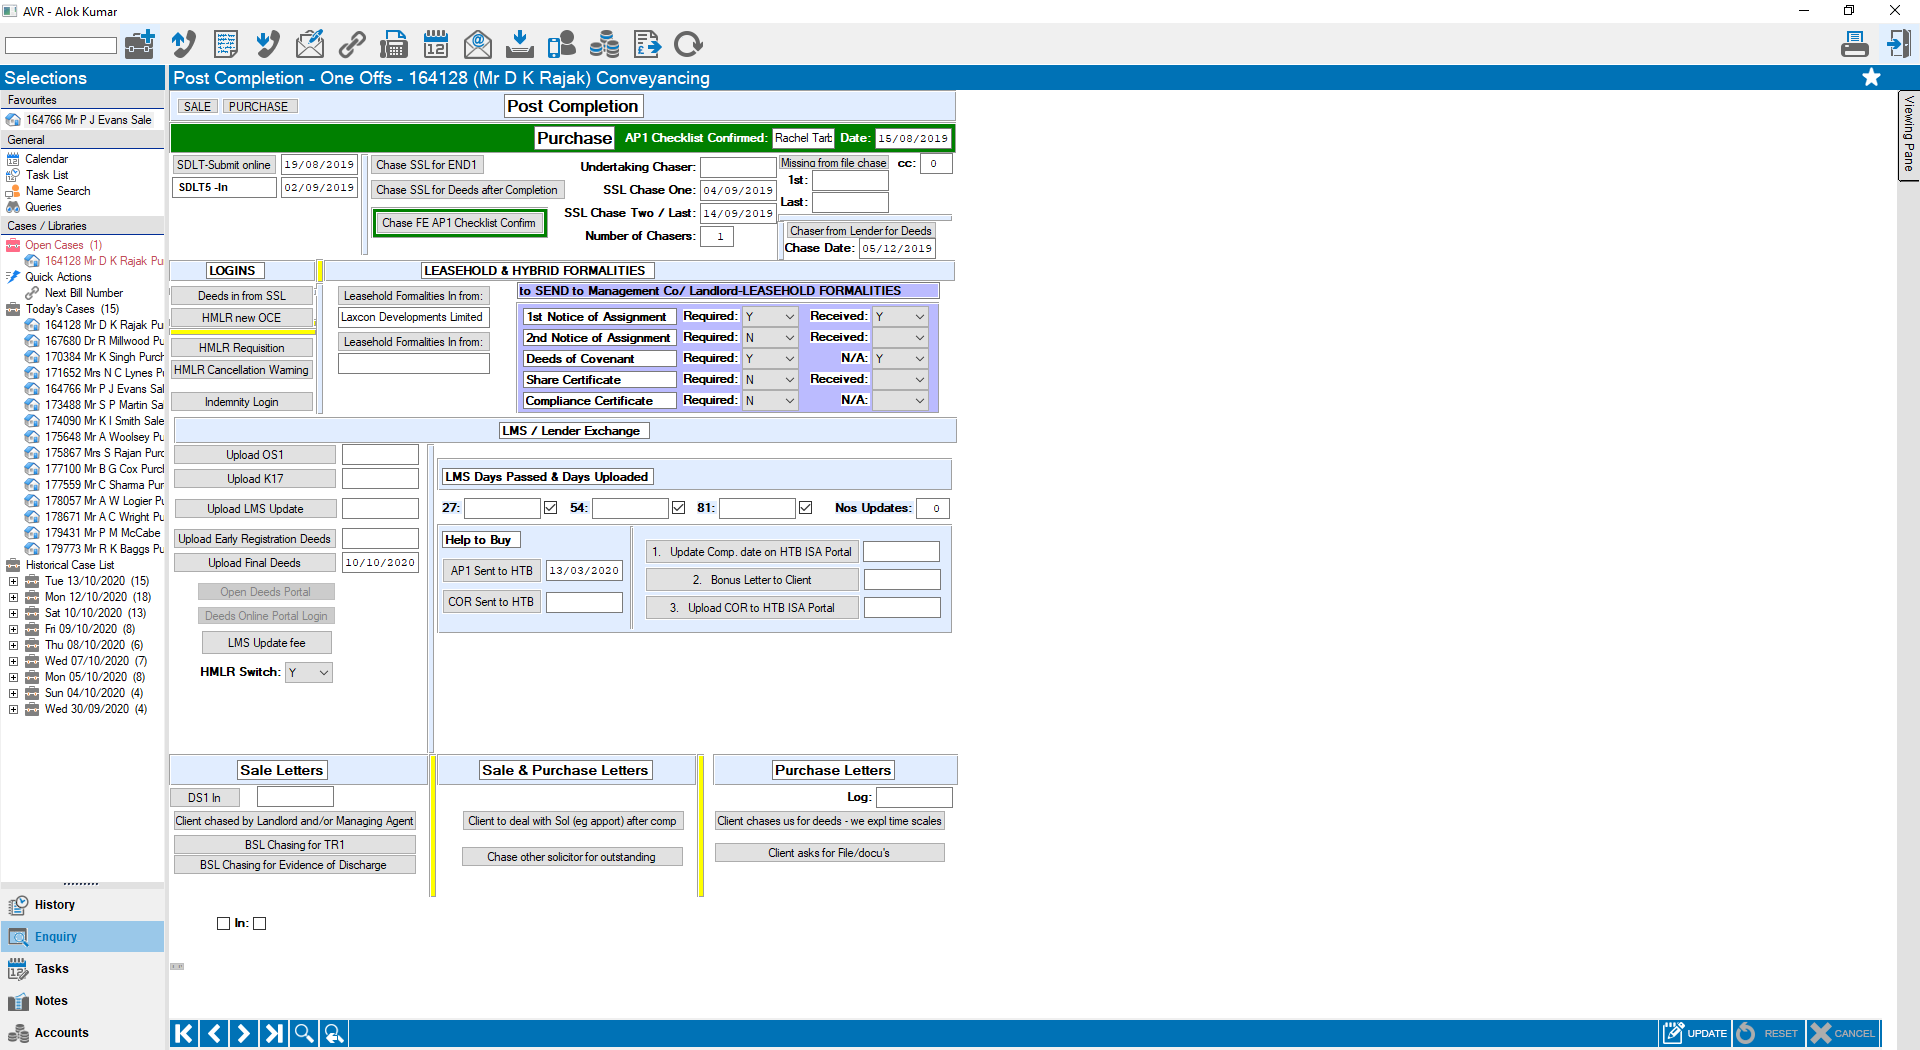 AVR - Alok Kumar
Selections
Post Completion - One Offs - 164128 (Mr D K Rajak) Conveyancing
Favourites
164766 Mr P J Evans Sale
General
Calendar
Task List
Name Search
Queries
Cases / Libraries
Open Cases (1)
164128 Mr D K Rajak Pu
Quick Actions
Next Bill Number
Today's Cases (15)
164128 Mr D K Rajak Pu
167680 Dr R Millwood Pu
170384 Mr K Singh Purch
171652 Mrs N C Lynes P
164766 Mr P J Evans Sal
173488 Mr S P Martin Sa
174090 Mr K I Smith Sale
175648 Mr A Woolsey Pu
175867 Mrs S Rajan Purc
177100 Mr B G Cox Purcl
177559 Mr C Sharma Pur
178057 Mr A W Logier P
178671 Mr A C Wright Pu
179431 Mr P M McCabe
179773 Mr R K Baggs Pu
Historical Case List
Tue 13/10/2020 (15)
Mon 12/10/2020 (18)
Sat 10/10/2020 (13)
Fri 09/10/2020 (8)
Thu 08/10/2020 (6)
Wed 07/10/2020 (7)
Mon 05/10/2020 (8)
Sun 04/10/2020 (4)
Wed 30/09/2020 (4)
History
Enquiry
Tasks
Notes
Accounts
SALE PURCHASE Post Completion
Purchase AP1 Checklist Confirmed: Rachel Tarb Date: 15/08/2019
SDLT-Submit online 19/08/2019
SDLT5 -In 02/09/2019
Chase SSL for END1
Chase SSL for Deeds after Completion
Chase FE AP1 Checklist Confirm
Undertaking Chaser:
SSL Chase One: 04/09/2019
SSL Chase Two / Last: 14/09/2019
Number of Chasers: 1
Missing from file chase cc: 0
1st:
Last:
Chaser from Lender for Deeds
Chase Date: 05/12/2019
LOGINS
Deeds in from SSL
HMLR new OCE
HMLR Requisition
HMLR Cancellation Warning
Indemnity Login
LEASEHOLD & HYBRID FORMALITIES
Leasehold Formalities In from:
Laxcon Developments Limited
Leasehold Formalities In from:
to SEND to Management Co/ Landlord-LEASEHOLD FORMALITIES
1st Notice of Assignment Required: Y Received: Y
2nd Notice of Assignment Required: N Received:
Deeds of Covenant Required: Y N/A: Y
Share Certificate Required: N Received:
Compliance Certificate Required: N N/A:
LMS / Lender Exchange
Upload OS1
Upload K17
Upload LMS Update
Upload Early Registration Deeds
Upload Final Deeds 10/10/2020
Open Deeds Portal
Deeds Online Portal Login
LMS Update fee
HMLR Switch: Y
LMS Days Passed & Days Uploaded
27: 54: 81: Nos Updates: 0
Help to Buy
AP1 Sent to HTB 13/03/2020
COR Sent to HTB
1. Update Comp. date on HTB ISA Portal
2. Bonus Letter to Client
3. Upload COR to HTB ISA Portal
Sale Letters
DS1 In
Client chased by Landlord and/or Managing Agent
BSL Chasing for TR1
BSL Chasing for Evidence of Discharge
Sale & Purchase Letters
Client to deal with Sol (eg apport) after comp
Chase other solicitor for outstanding
Purchase Letters
Log:
Client chases us for deeds - we expl time scales
Client asks for File/docu's
In:
Viewing Pane
UPDATE RESET CANCEL